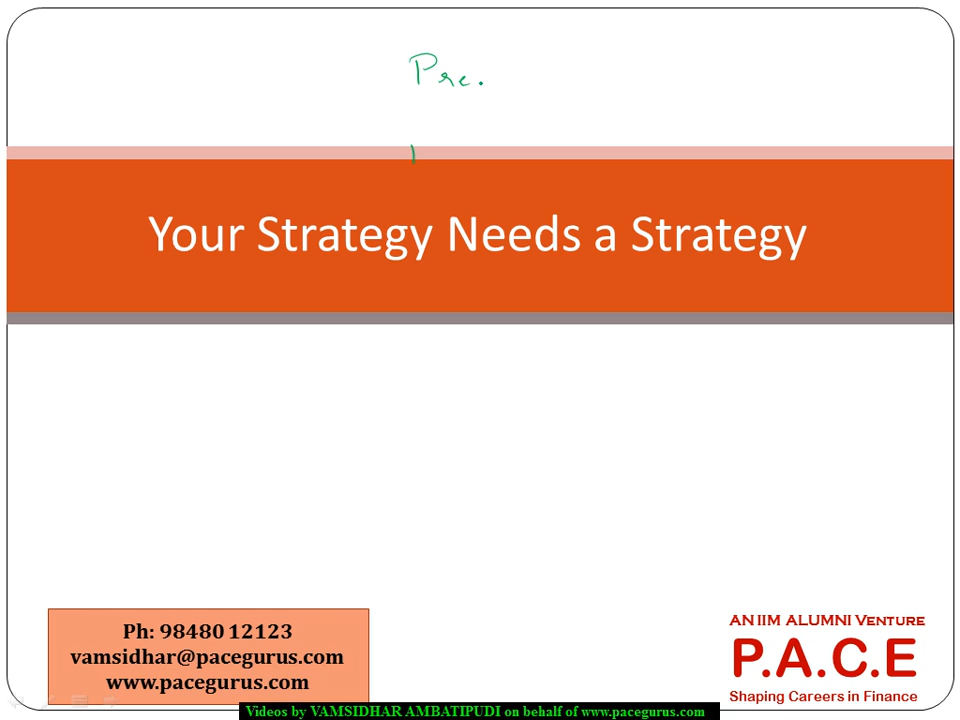 Pre.
Your Strategy Needs a Strategy
Ph: 98480 12123
vamsidhar@pacegurus.com
www.pacegurus.com
AN IIM ALUMNI VENTURE
P.A.C.E
Shaping Careers in Finance
Videos by VAMSIDHAR AMBATIPUDI on behalf of www.pacegurus.com